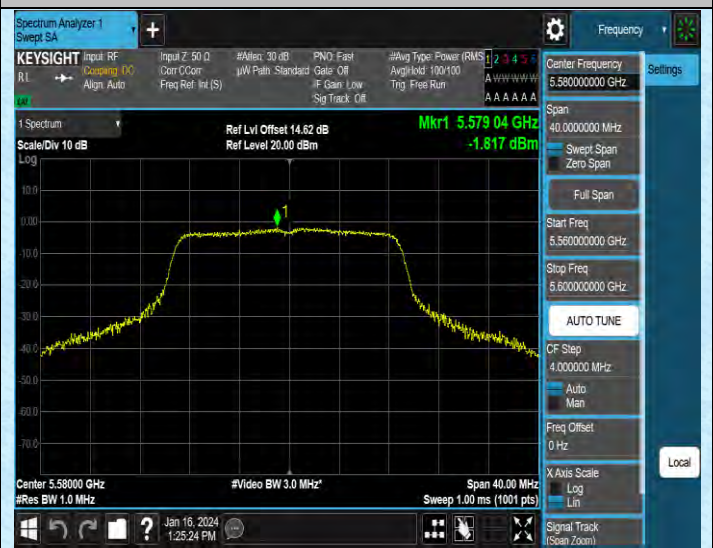 Spectrum Analyzer 1
Swept SA
+
Frequency
KEYSIGHT
RL
Input: RF
Coupling: DC
Align: Auto
Input Z: 50 Ω
Corr CCorr
Freq Ref: Int (S)
#Atten: 30 dB
µW Path: Standard
PNO: Fast
Gate: Off
IF Gain: Low
Sig Track: Off
#Avg Type: Power (RMS)
Avg|Hold: 100/100
Trig: Free Run
1 2 3 4 5 6
A W W W W W
A A A A A A
1 Spectrum
Scale/Div 10 dB
Log
Ref Lvl Offset 14.62 dB
Ref Level 20.00 dBm
Mkr1 5.579 04 GHz
-1.817 dBm
10.0
0.00
-10.0
-20.0
-30.0
-40.0
-50.0
-60.0
-70.0
1
Center 5.58000 GHz
#Res BW 1.0 MHz
#Video BW 3.0 MHz*
Span 40.00 MHz
Sweep 1.00 ms (1001 pts)
?
Jan 16, 2024
1:25:24 PM
Center Frequency
5.580000000 GHz
Settings
Span
40.0000000 MHz
Swept Span
Zero Span
Full Span
Start Freq
5.560000000 GHz
Stop Freq
5.600000000 GHz
AUTO TUNE
CF Step
4.000000 MHz
Auto
Man
Freq Offset
0 Hz
X Axis Scale
Log
Lin
Signal Track
(Span Zoom)
Local